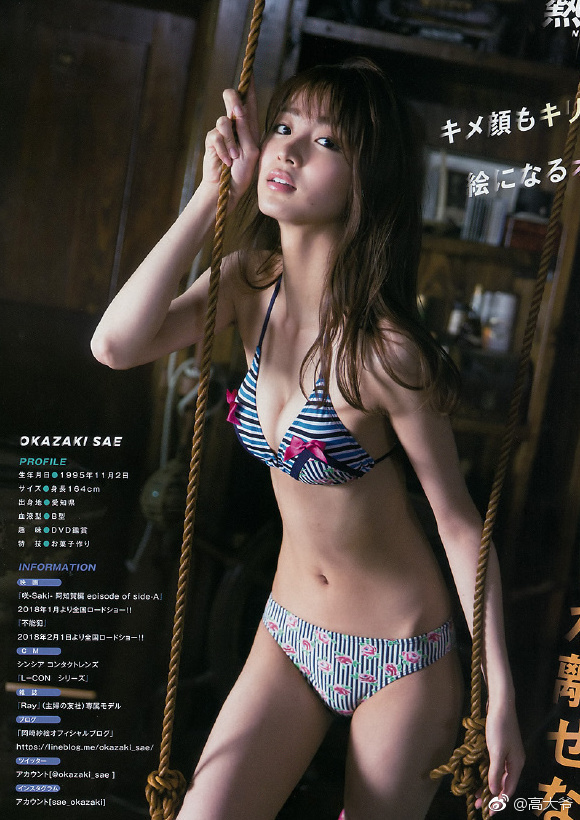 熱
N
キメ顔もキリ
絵になるオ
OKAZAKI SAE
PROFILE
生年月日●1995年11月2日
サイズ●身長164cm
出身地●愛知県
血液型●B型
趣　味●DVD鑑賞
特　技●お菓子作り
INFORMATION
映画
『咲-Saki- 阿知賀編 episode of side-A』
2018年1月より全国ロードショー!!
『不能犯』
2018年2月1日より全国ロードショー!!
CM
シンシア コンタクトレンズ
『L-CON シリーズ』
雑誌
『Ray』(主婦の友社)専属モデル
ブログ
『岡崎紗絵オフィシャルブログ』
https://lineblog.me/okazaki_sae/
ツイッター
アカウント[@okazaki_sae ]
インスタグラム
アカウント[sae_okazaki]
離せな
@高大爷